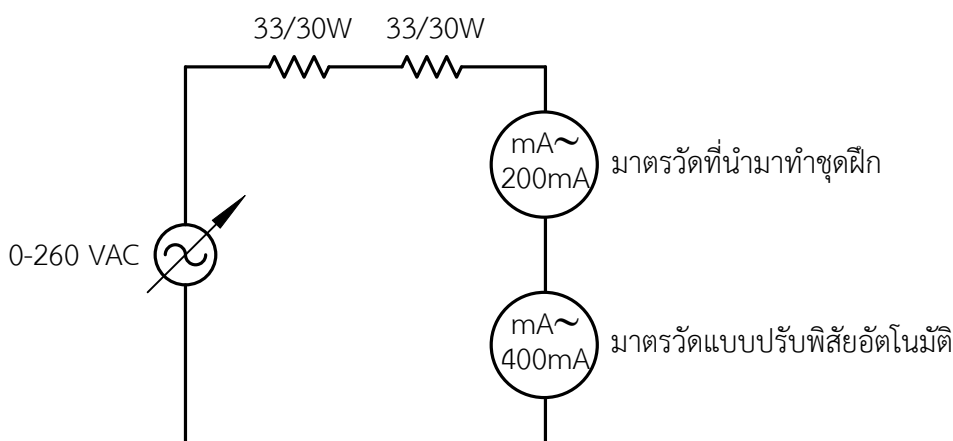 33/30W 33/30W
mA~
200mA
มาตรวัดที่นำมาทำชุดฝึก
0-260 VAC
mA~
400mA
มาตรวัดแบบปรับพิสัยอัตโนมัติ